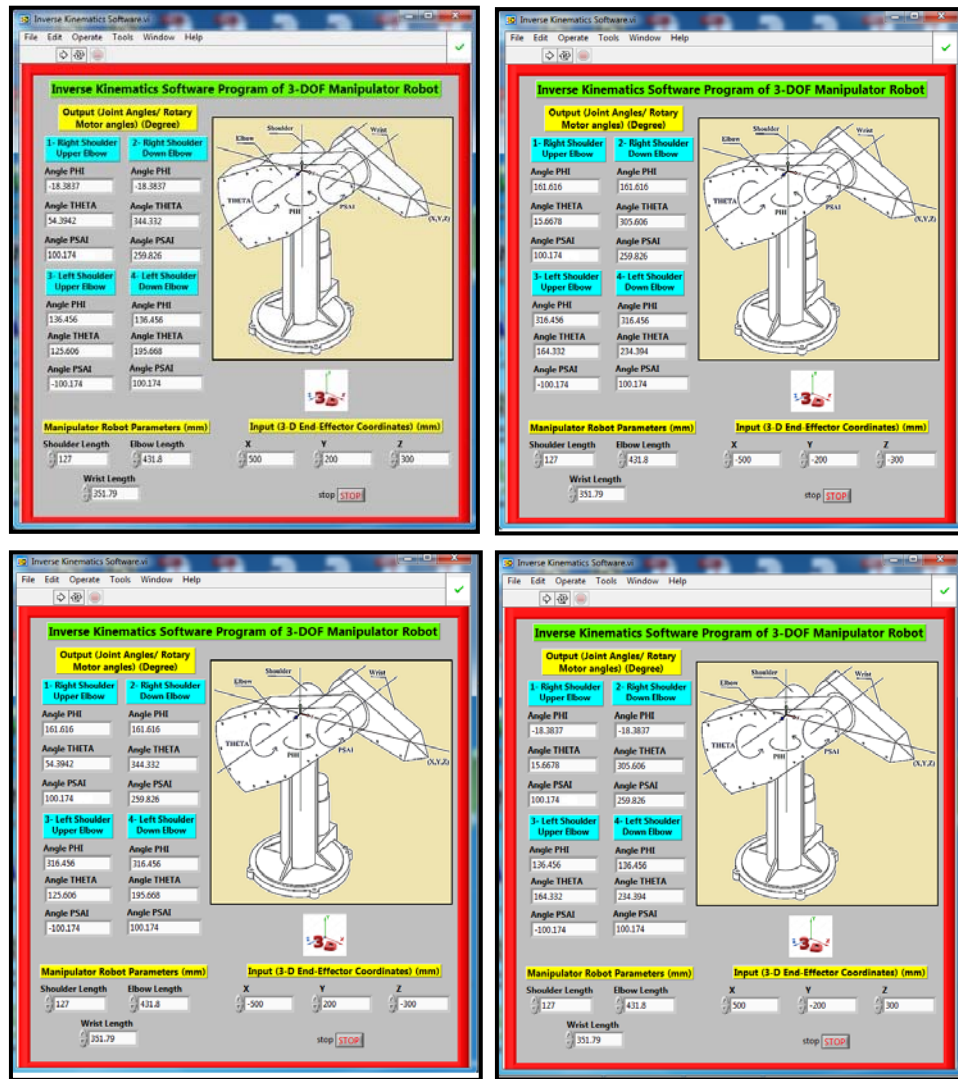 Inverse Kinematics Software.vi
File Edit Operate Tools Window Help
Inverse Kinematics Software Program of 3-DOF Manipulator Robot
Output (Joint Angles/ Rotary
Motor angles) (Degree)
1- Right Shoulder
Upper Elbow
2- Right Shoulder
Down Elbow
Angle PHI Angle PHI
-18.3837 -18.3837
Angle THETA Angle THETA
54.3942 344.332
Angle PSAI Angle PSAI
100.174 259.826
3- Left Shoulder
Upper Elbow
4- Left Shoulder
Down Elbow
Angle PHI Angle PHI
136.456 136.456
Angle THETA Angle THETA
125.606 195.668
Angle PSAI Angle PSAI
-100.174 100.174
Shoulder
Elbow
Wrist
THETA
PHI
PSAI
(X,Y,Z)
3D
Manipulator Robot Parameters (mm)
Shoulder Length Elbow Length
127 431.8
Wrist Length
351.79
Input (3-D End-Effector Coordinates) (mm)
X Y Z
500 200 300
stop STOP
Inverse Kinematics Software.vi
File Edit Operate Tools Window Help
Inverse Kinematics Software Program of 3-DOF Manipulator Robot
Output (Joint Angles/ Rotary
Motor angles) (Degree)
1- Right Shoulder
Upper Elbow
2- Right Shoulder
Down Elbow
Angle PHI Angle PHI
161.616 161.616
Angle THETA Angle THETA
15.6678 305.606
Angle PSAI Angle PSAI
100.174 259.826
3- Left Shoulder
Upper Elbow
4- Left Shoulder
Down Elbow
Angle PHI Angle PHI
316.456 316.456
Angle THETA Angle THETA
164.332 234.394
Angle PSAI Angle PSAI
-100.174 100.174
Shoulder
Elbow
Wrist
THETA
PHI
PSAI
(X,Y,Z)
3D
Manipulator Robot Parameters (mm)
Shoulder Length Elbow Length
127 431.8
Wrist Length
351.79
Input (3-D End-Effector Coordinates) (mm)
X Y Z
-500 -200 -300
stop STOP
Inverse Kinematics Software.vi
File Edit Operate Tools Window Help
Inverse Kinematics Software Program of 3-DOF Manipulator Robot
Output (Joint Angles/ Rotary
Motor angles) (Degree)
1- Right Shoulder
Upper Elbow
2- Right Shoulder
Down Elbow
Angle PHI Angle PHI
161.616 161.616
Angle THETA Angle THETA
54.3942 344.332
Angle PSAI Angle PSAI
100.174 259.826
3- Left Shoulder
Upper Elbow
4- Left Shoulder
Down Elbow
Angle PHI Angle PHI
316.456 316.456
Angle THETA Angle THETA
125.606 195.668
Angle PSAI Angle PSAI
-100.174 100.174
Shoulder
Elbow
Wrist
THETA
PHI
PSAI
(X,Y,Z)
3D
Manipulator Robot Parameters (mm)
Shoulder Length Elbow Length
127 431.8
Wrist Length
351.79
Input (3-D End-Effector Coordinates) (mm)
X Y Z
-500 200 -300
stop STOP
Inverse Kinematics Software.vi
File Edit Operate Tools Window Help
Inverse Kinematics Software Program of 3-DOF Manipulator Robot
Output (Joint Angles/ Rotary
Motor angles) (Degree)
1- Right Shoulder
Upper Elbow
2- Right Shoulder
Down Elbow
Angle PHI Angle PHI
-18.3837 -18.3837
Angle THETA Angle THETA
15.6678 305.606
Angle PSAI Angle PSAI
100.174 259.826
3- Left Shoulder
Upper Elbow
4- Left Shoulder
Down Elbow
Angle PHI Angle PHI
136.456 136.456
Angle THETA Angle THETA
164.332 234.394
Angle PSAI Angle PSAI
-100.174 100.174
Shoulder
Elbow
Wrist
THETA
PHI
PSAI
(X,Y,Z)
3D
Manipulator Robot Parameters (mm)
Shoulder Length Elbow Length
127 431.8
Wrist Length
351.79
Input (3-D End-Effector Coordinates) (mm)
X Y Z
500 -200 300
stop STOP